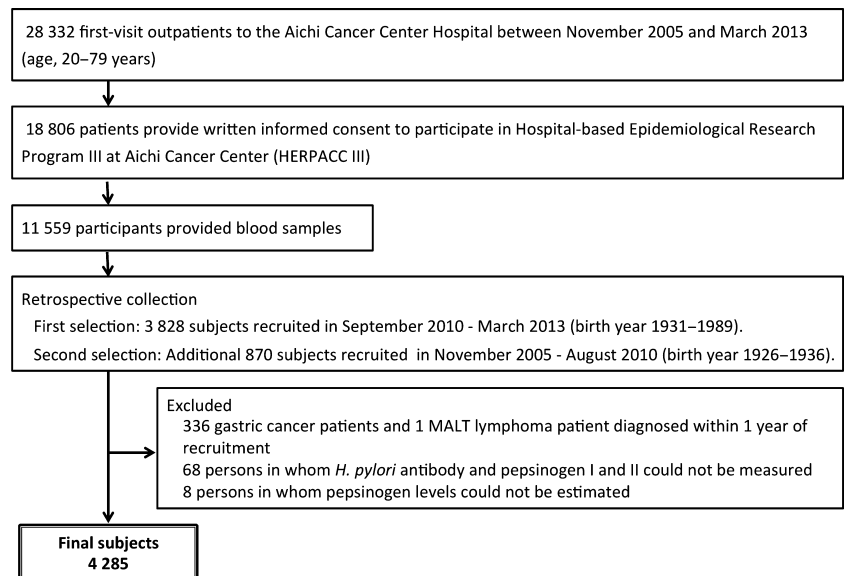 28 332 first-visit outpatients to the Aichi Cancer Center Hospital between November 2005 and March 2013
(age, 20–79 years)
18 806 patients provide written informed consent to participate in Hospital-based Epidemiological Research
Program III at Aichi Cancer Center (HERPACC III)
11 559 participants provided blood samples
Retrospective collection
First selection: 3 828 subjects recruited in September 2010 - March 2013 (birth year 1931–1989).
Second selection: Additional 870 subjects recruited in November 2005 - August 2010 (birth year 1926–1936).
Excluded
336 gastric cancer patients and 1 MALT lymphoma patient diagnosed within 1 year of
recruitment
68 persons in whom H. pylori antibody and pepsinogen I and II could not be measured
8 persons in whom pepsinogen levels could not be estimated
Final subjects
4 285